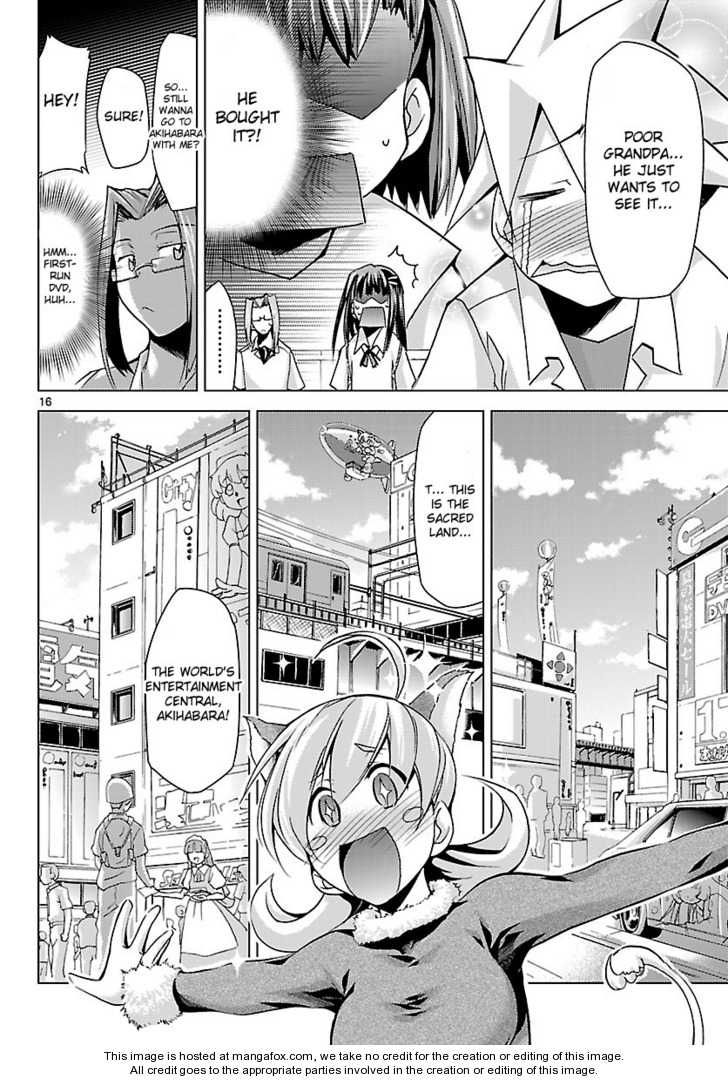 POOR
GRANDPA...
HE JUST
WANTS TO
SEE IT...
HE
BOUGHT
IT?!
SO...
STILL
WANNA
GO TO
AKIHABARA
WITH ME?
SURE!
HEY!
HMM...
FIRST-
RUN
DVD,
HUH...
16
T... THIS
IS THE
SACRED
LAND...
THE WORLD'S
ENTERTAINMENT
CENTRAL,
AKIHABARA!
This image is hosted at mangafox.com, we take no credit for the creation or editing of this image.
All credit goes to the appropriate parties involved in the creation or editing of this image.